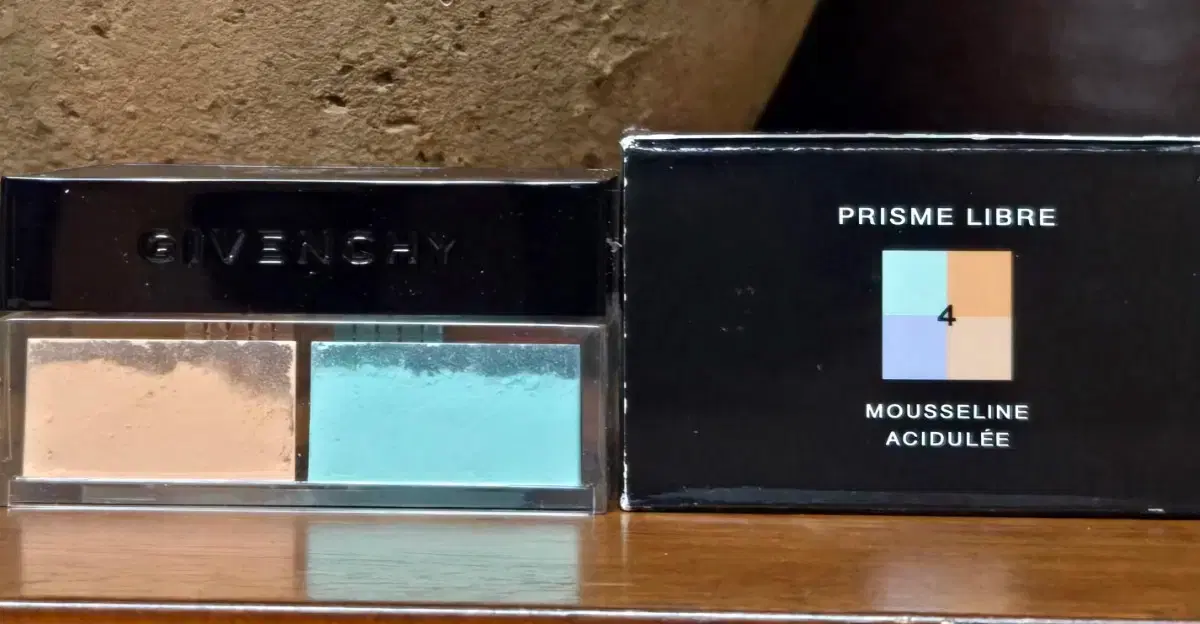 GIVENCHY
PRISME LIBRE
4
MOUSSELINE
ACIDULÉE